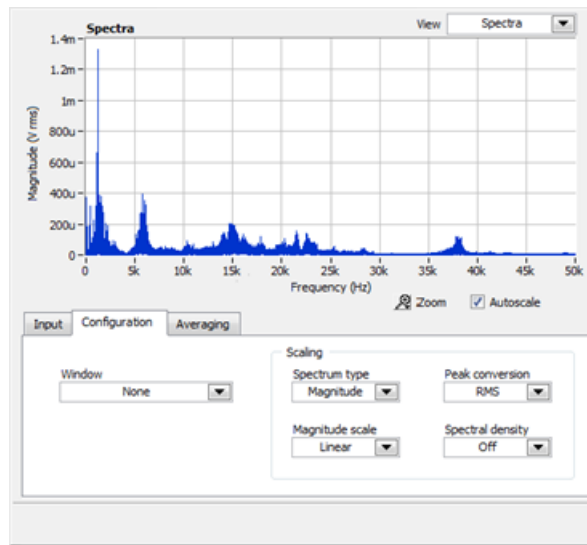 Spectra
View
Spectra
1.4m
1.2m
1m
800u
600u
400u
200u
0
Magnitude (V rms)
0 5k 10k 15k 20k 25k 30k 35k 40k 45k 50k
Frequency (Hz)
Zoom
Autoscale
Input Configuration Averaging
Scaling
Window
Spectrum type
Peak conversion
None
Magnitude
RMS
Magnitude scale
Spectral density
Linear
Off